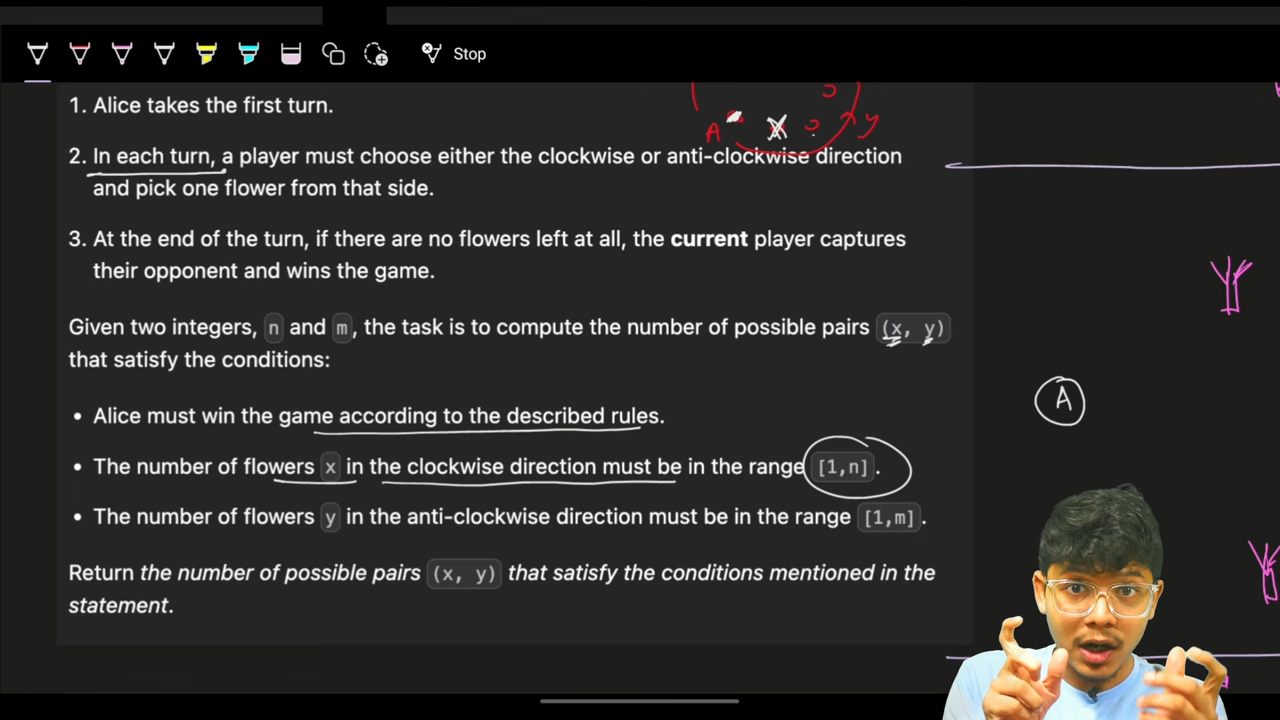 Stop
1. Alice takes the first turn.
A y
2. In each turn, a player must choose either the clockwise or anti-clockwise direction
and pick one flower from that side.
3. At the end of the turn, if there are no flowers left at all, the current player captures
their opponent and wins the game.
Given two integers, n and m, the task is to compute the number of possible pairs (x, y)
that satisfy the conditions:
A
• Alice must win the game according to the described rules.
• The number of flowers x in the clockwise direction must be in the range [1,n].
• The number of flowers y in the anti-clockwise direction must be in the range [1,m].
Return the number of possible pairs (x, y) that satisfy the conditions mentioned in the
statement.